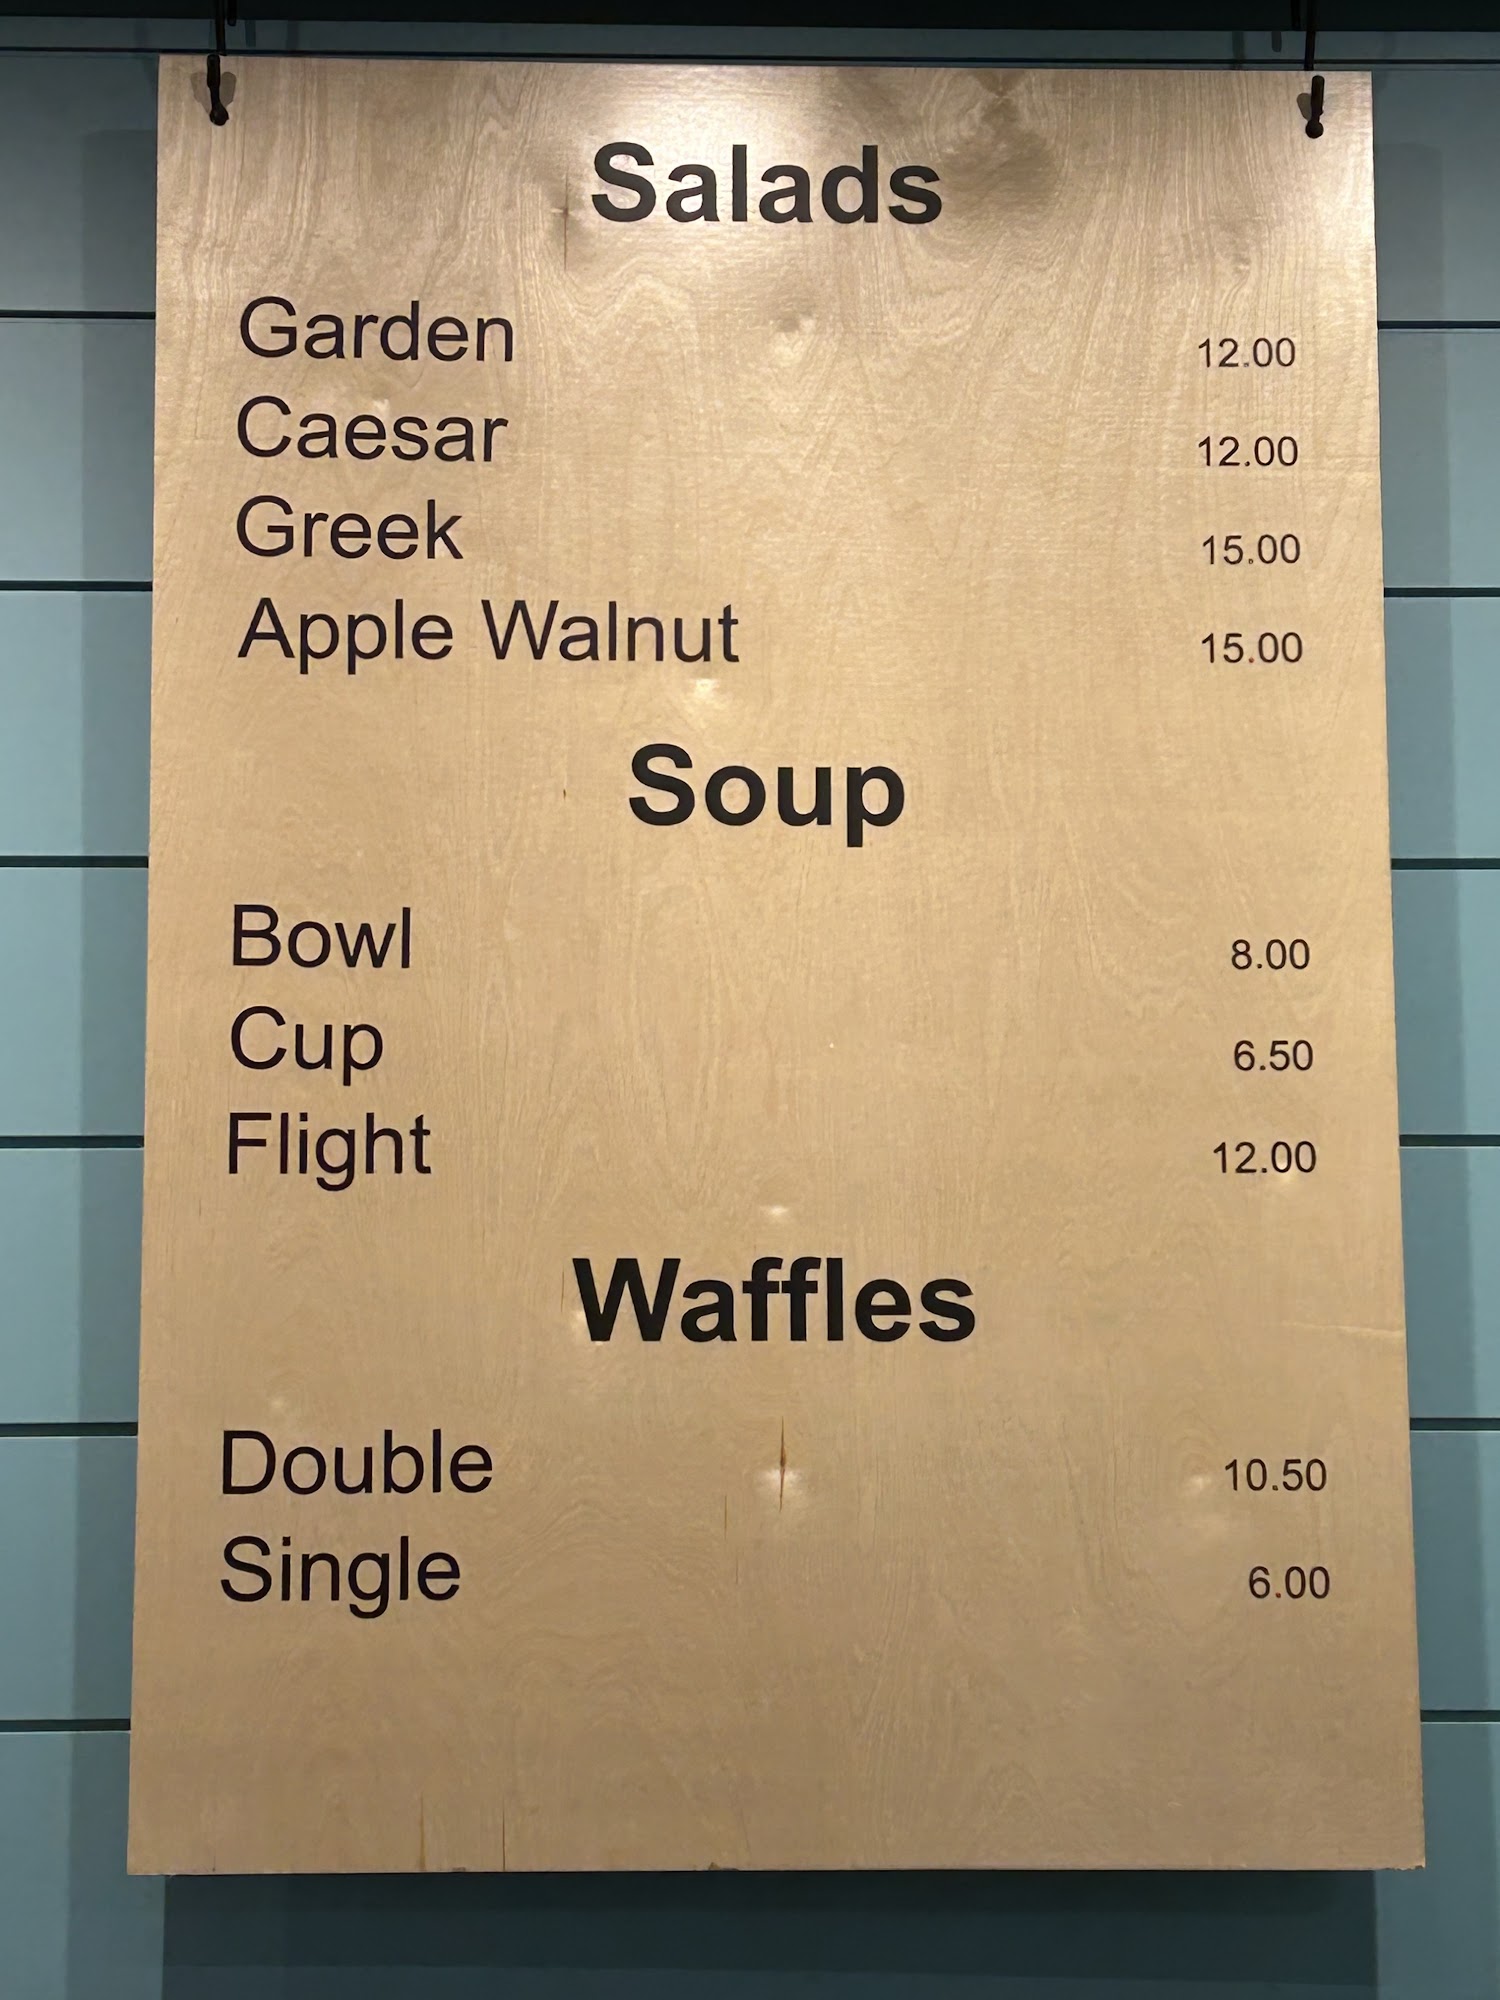 Salads
Garden 12.00
Caesar 12.00
Greek 15.00
Apple Walnut 15.00
Soup
Bowl 8.00
Cup 6.50
Flight 12.00
Waffles
Double 10.50
Single 6.00